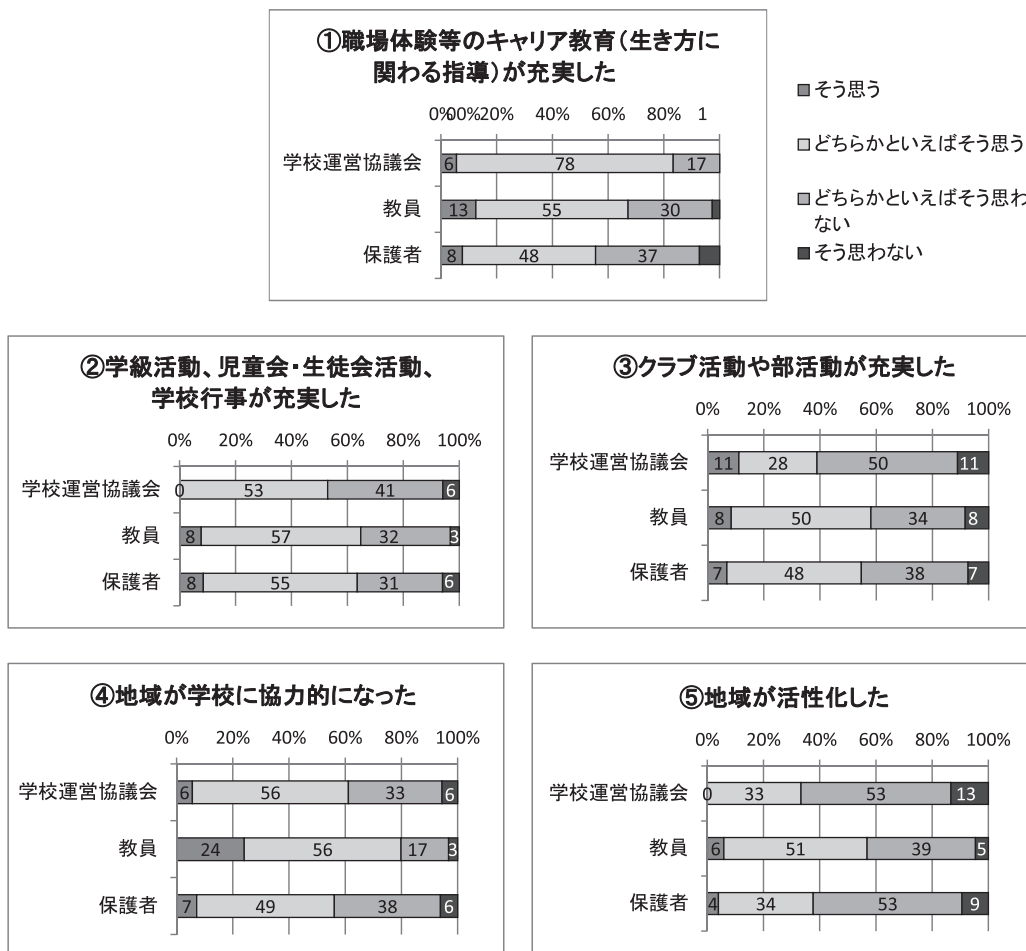 ①職場体験等のキャリア教育(生き方に
関わる指導)が充実した
0%00%20% 40% 60% 80% 1
学校運営協議会 6 78 17
教員 13 55 30
保護者 8 48 37
そう思う
どちらかといえばそう思う
どちらかといえばそう思わ
ない
そう思わない
②学級活動、児童会・生徒会活動、
学校行事が充実した
0% 20% 40% 60% 80% 100%
学校運営協議会 0 53 41 6
教員 8 57 32 3
保護者 8 55 31 6
③クラブ活動や部活動が充実した
0% 20% 40% 60% 80% 100%
学校運営協議会 11 28 50 11
教員 8 50 34 8
保護者 7 48 38 7
④地域が学校に協力的になった
0% 20% 40% 60% 80% 100%
学校運営協議会 6 56 33 6
教員 24 56 17 3
保護者 7 49 38 6
⑤地域が活性化した
0% 20% 40% 60% 80% 100%
学校運営協議会 0 33 53 13
教員 6 51 39 5
保護者 4 34 53 9